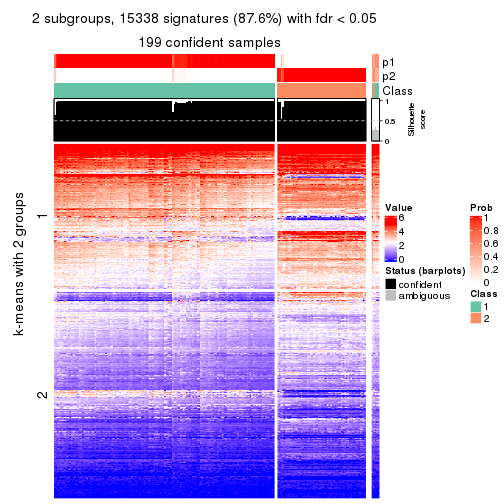 2 subgroups, 15338 signatures (87.6%) with fdr < 0.05
199 confident samples
p1
p2
Class
1
0.5
0
Silhouette
score
k-means with 2 groups
1
2
Value
6
4
2
0
Status (barplots)
confident
ambiguous
Prob
1
0.8
0.6
0.4
0.2
0
Class
1
2